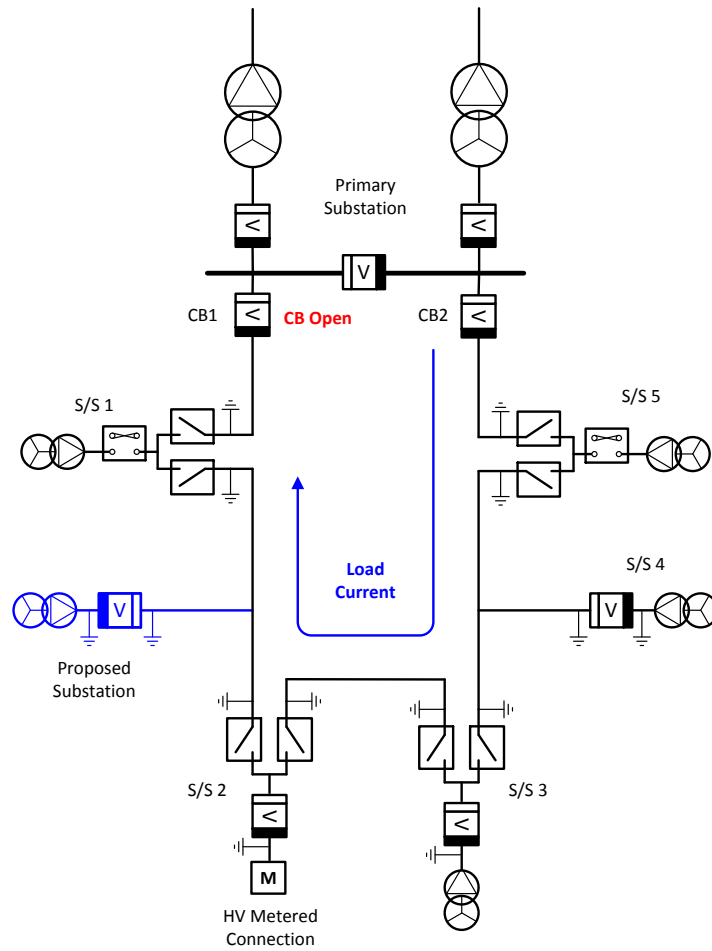 Primary
Substation
V
V
V
V
V
CB1
CB Open
CB2
S/S 1
S/S 5
Load
Current
S/S 4
V
V
Proposed
Substation
S/S 2
S/S 3
V
V
M
HV Metered
Connection